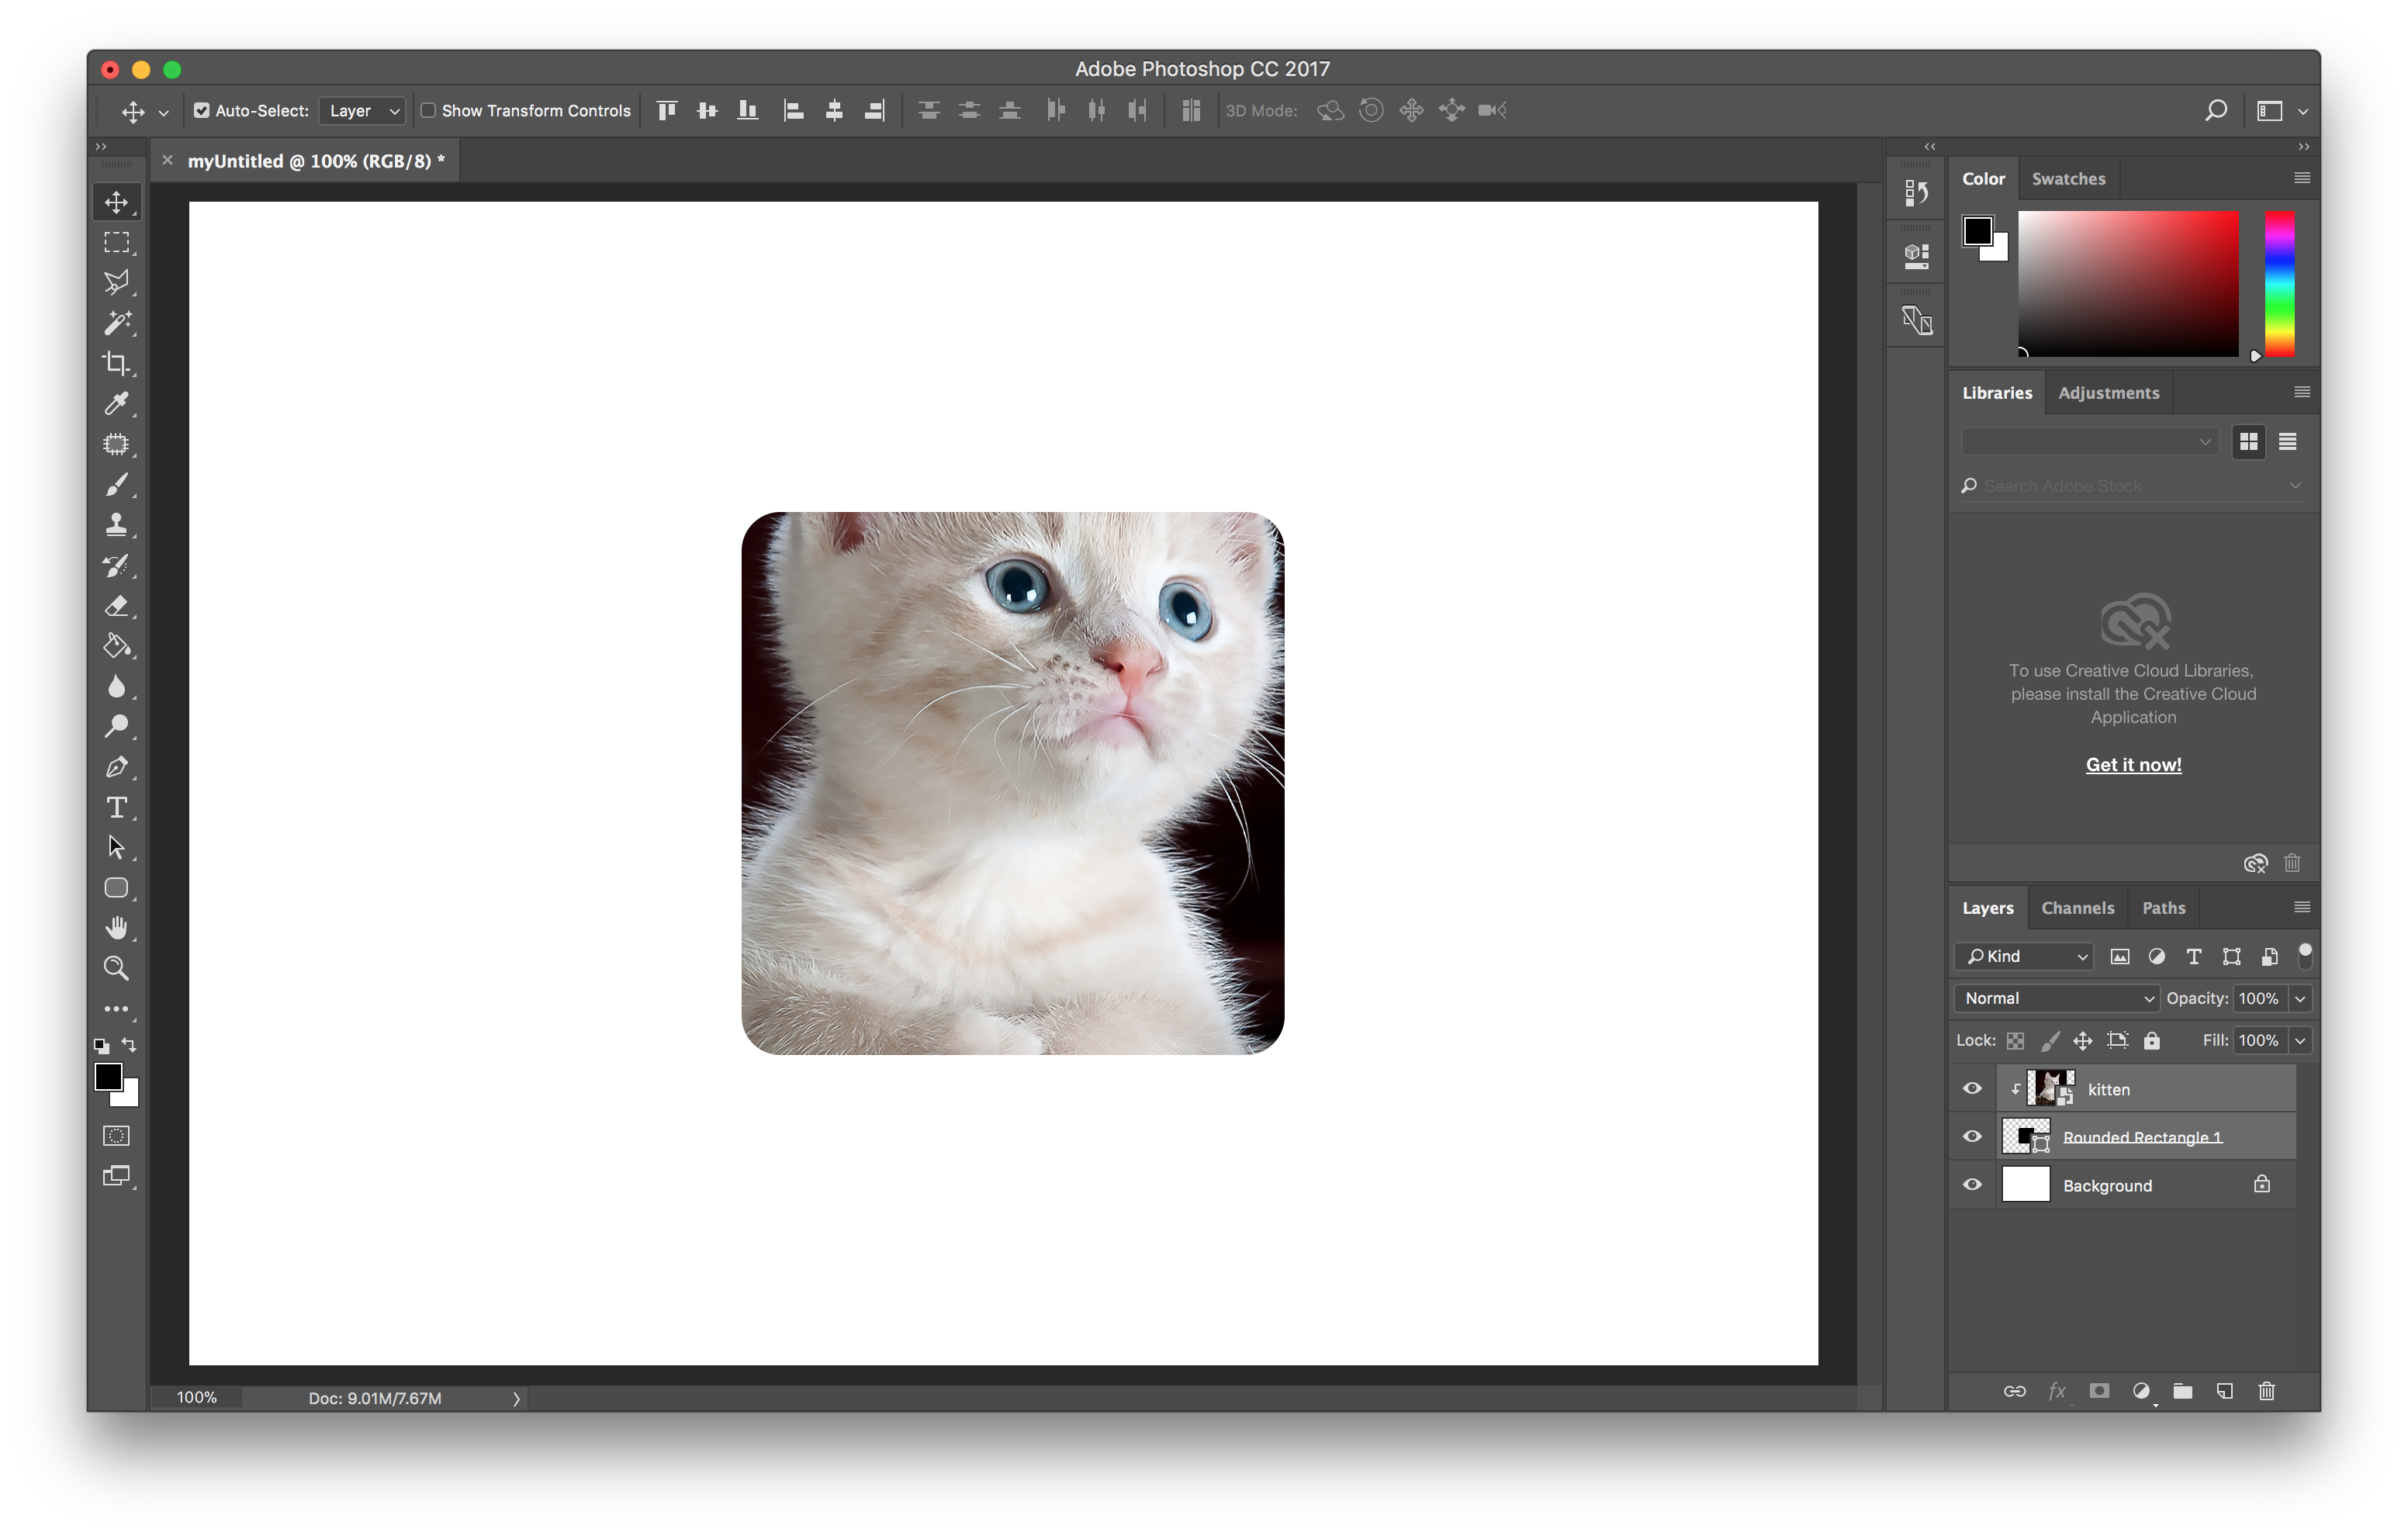 Adobe Photoshop CC 2017
Auto-Select: Layer Show Transform Controls 3D Mode:
myUntitled @ 100% (RGB/8) *
Color Swatches
Libraries Adjustments
Search Adobe Stock
To use Creative Cloud Libraries,
please install the Creative Cloud
Application
Get it now!
Layers Channels Paths
Kind
Normal Opacity: 100%
Lock: Fill: 100%
kitten
Rounded Rectangle 1
Background
100% Doc: 9.01M/7.67M
fx